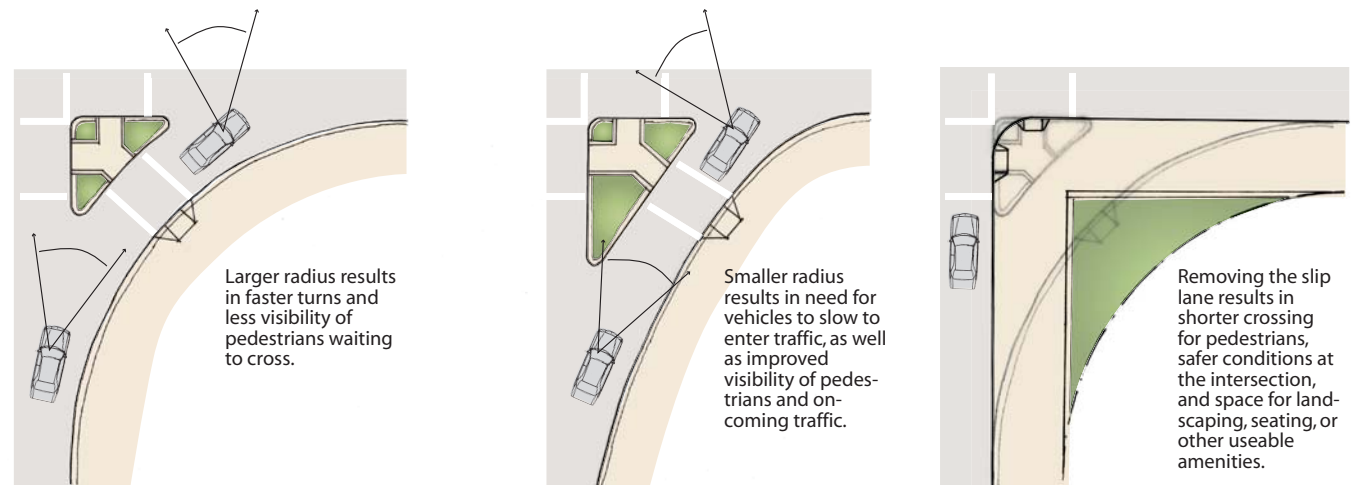 Larger radius results
in faster turns and
less visibility of
pedestrians waiting
to cross.
Smaller radius
results in need for
vehicles to slow to
enter traffic, as well
as improved
visibility of pedes-
trians and on-
coming traffic.
Removing the slip
lane results in
shorter crossing
for pedestrians,
safer conditions at
the intersection,
and space for land-
scaping, seating, or
other useable
amenities.